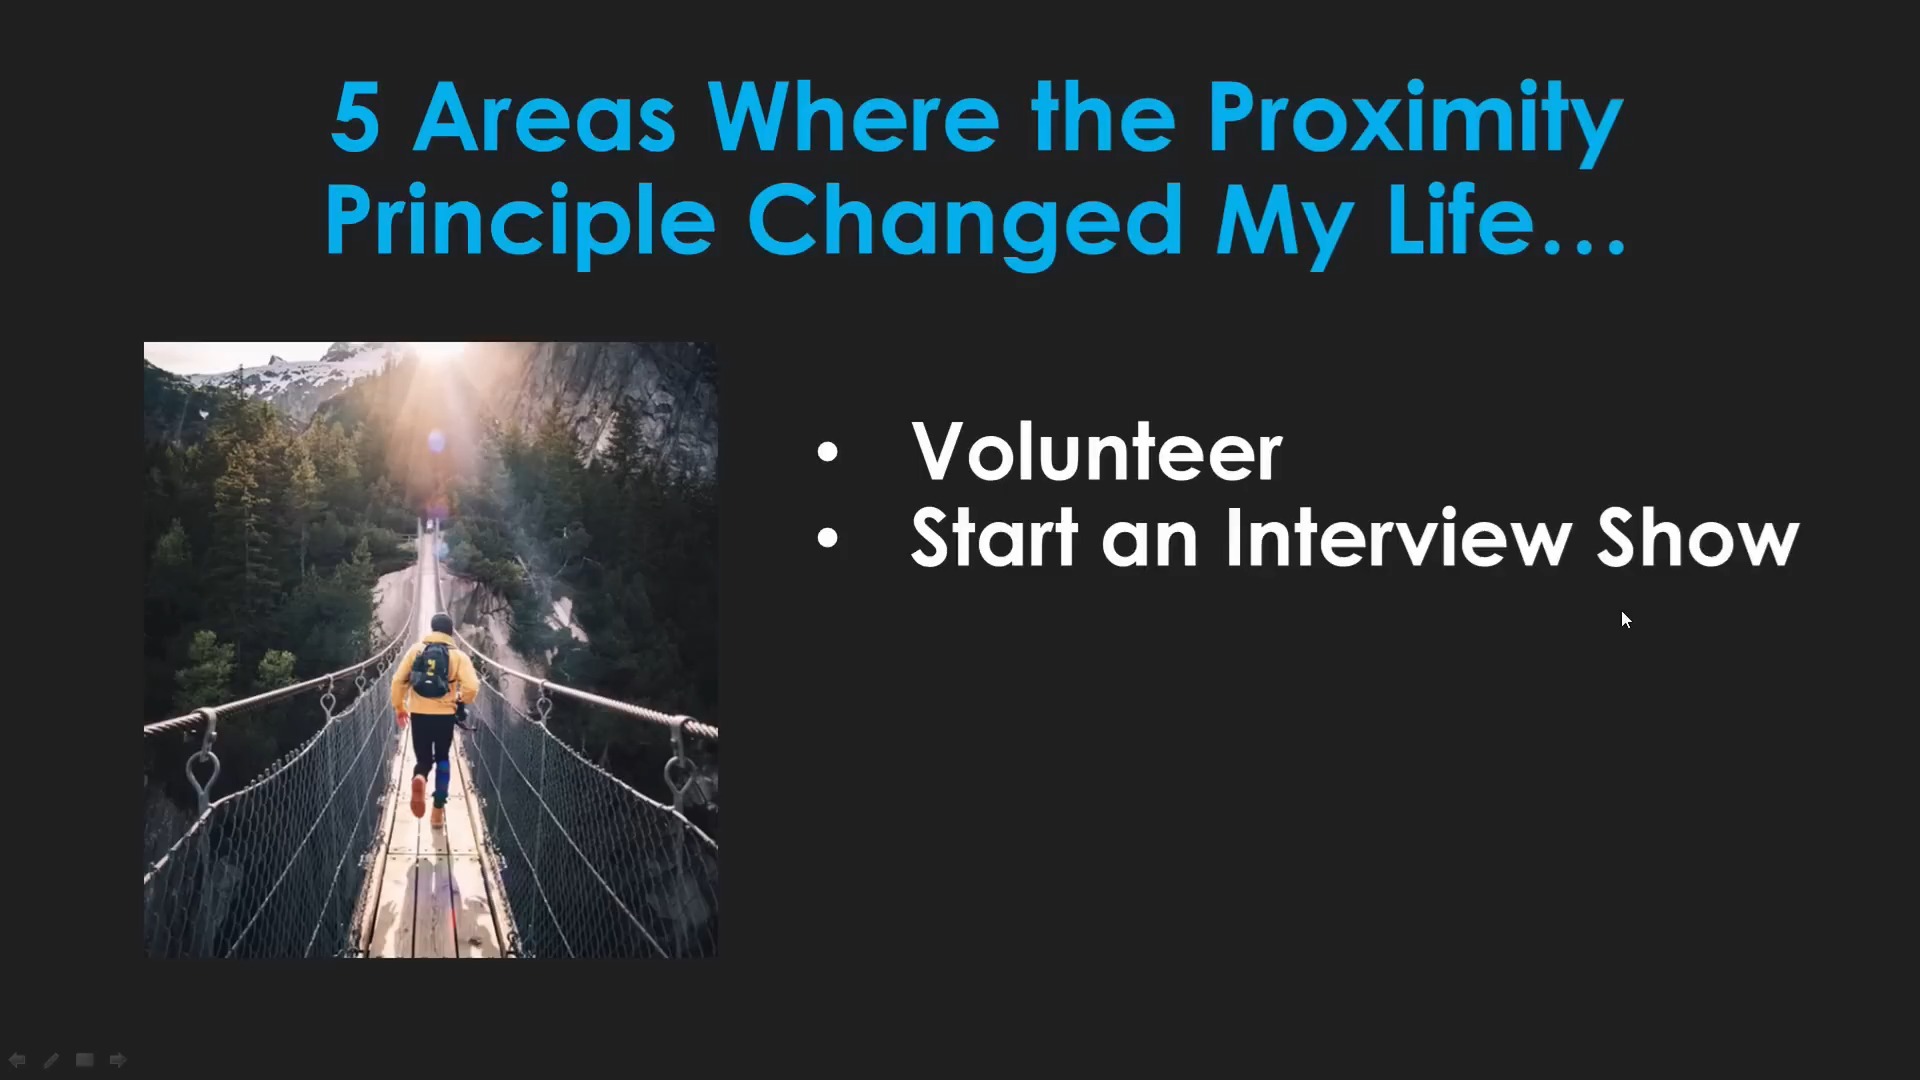 5 Areas Where the Proximity
Principle Changed My Life...
• Volunteer
• Start an Interview Show